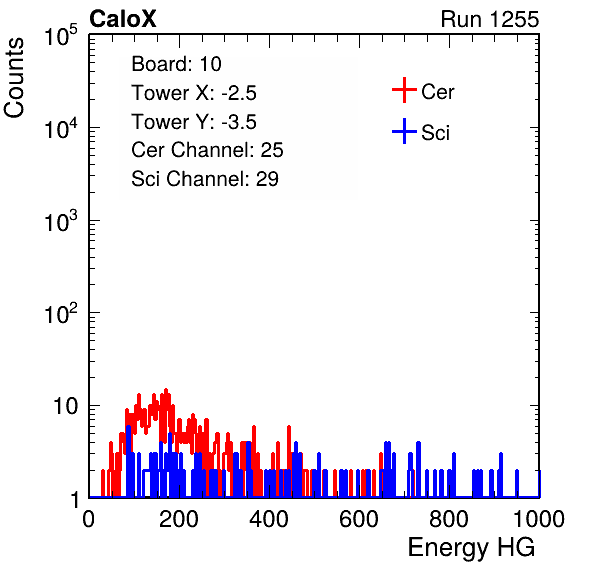 CaloX
Run 1255
Counts
10^5
10^4
10^3
10^2
10
1
Board: 10
Tower X: -2.5
Tower Y: -3.5
Cer Channel: 25
Sci Channel: 29
Cer
Sci
0 200 400 600 800 1000
Energy HG